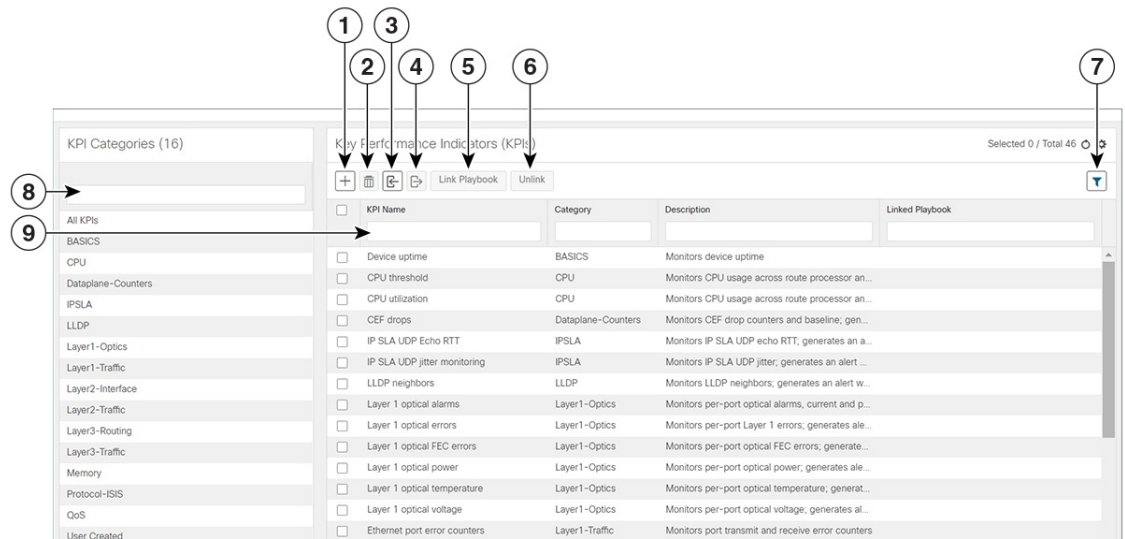 1 3
2 4 5 6 7
KPI Categories (16)
Key Performance Indicators (KPIs)
Selected 0 / Total 46
Link Playbook Unlink
8
9
All KPIs
BASICS
CPU
Dataplane-Counters
IPSLA
LLDP
Layer1-Optics
Layer1-Traffic
Layer2-Interface
Layer2-Traffic
Layer3-Routing
Layer3-Traffic
Memory
Protocol-ISIS
QoS
User Created
KPI Name Category Description Linked Playbook
Device uptime BASICS Monitors device uptime
CPU threshold CPU Monitors CPU usage across route processor an...
CPU utilization CPU Monitors CPU usage across route processor an...
CEF drops Dataplane-Counters Monitors CEF drop counters and baseline; gen...
IP SLA UDP Echo RTT IPSLA Monitors IP SLA UDP echo RTT; generates an a...
IP SLA UDP jitter monitoring IPSLA Monitors IP SLA UDP jitter; generates an alert ...
LLDP neighbors LLDP Monitors LLDP neighbors; generates an alert w...
Layer 1 optical alarms Layer1-Optics Monitors per-port optical alarms, current and p...
Layer 1 optical errors Layer1-Optics Monitors per-port Layer 1 errors; generates ale...
Layer 1 optical FEC errors Layer1-Optics Monitors per-port optical FEC errors; generate...
Layer 1 optical power Layer1-Optics Monitors per-port optical power; generates ale...
Layer 1 optical temperature Layer1-Optics Monitors per-port optical temperature; generat...
Layer 1 optical voltage Layer1-Optics Monitors per-port optical voltage; generates al...
Ethernet port error counters Layer1-Traffic Monitors port transmit and receive error counters